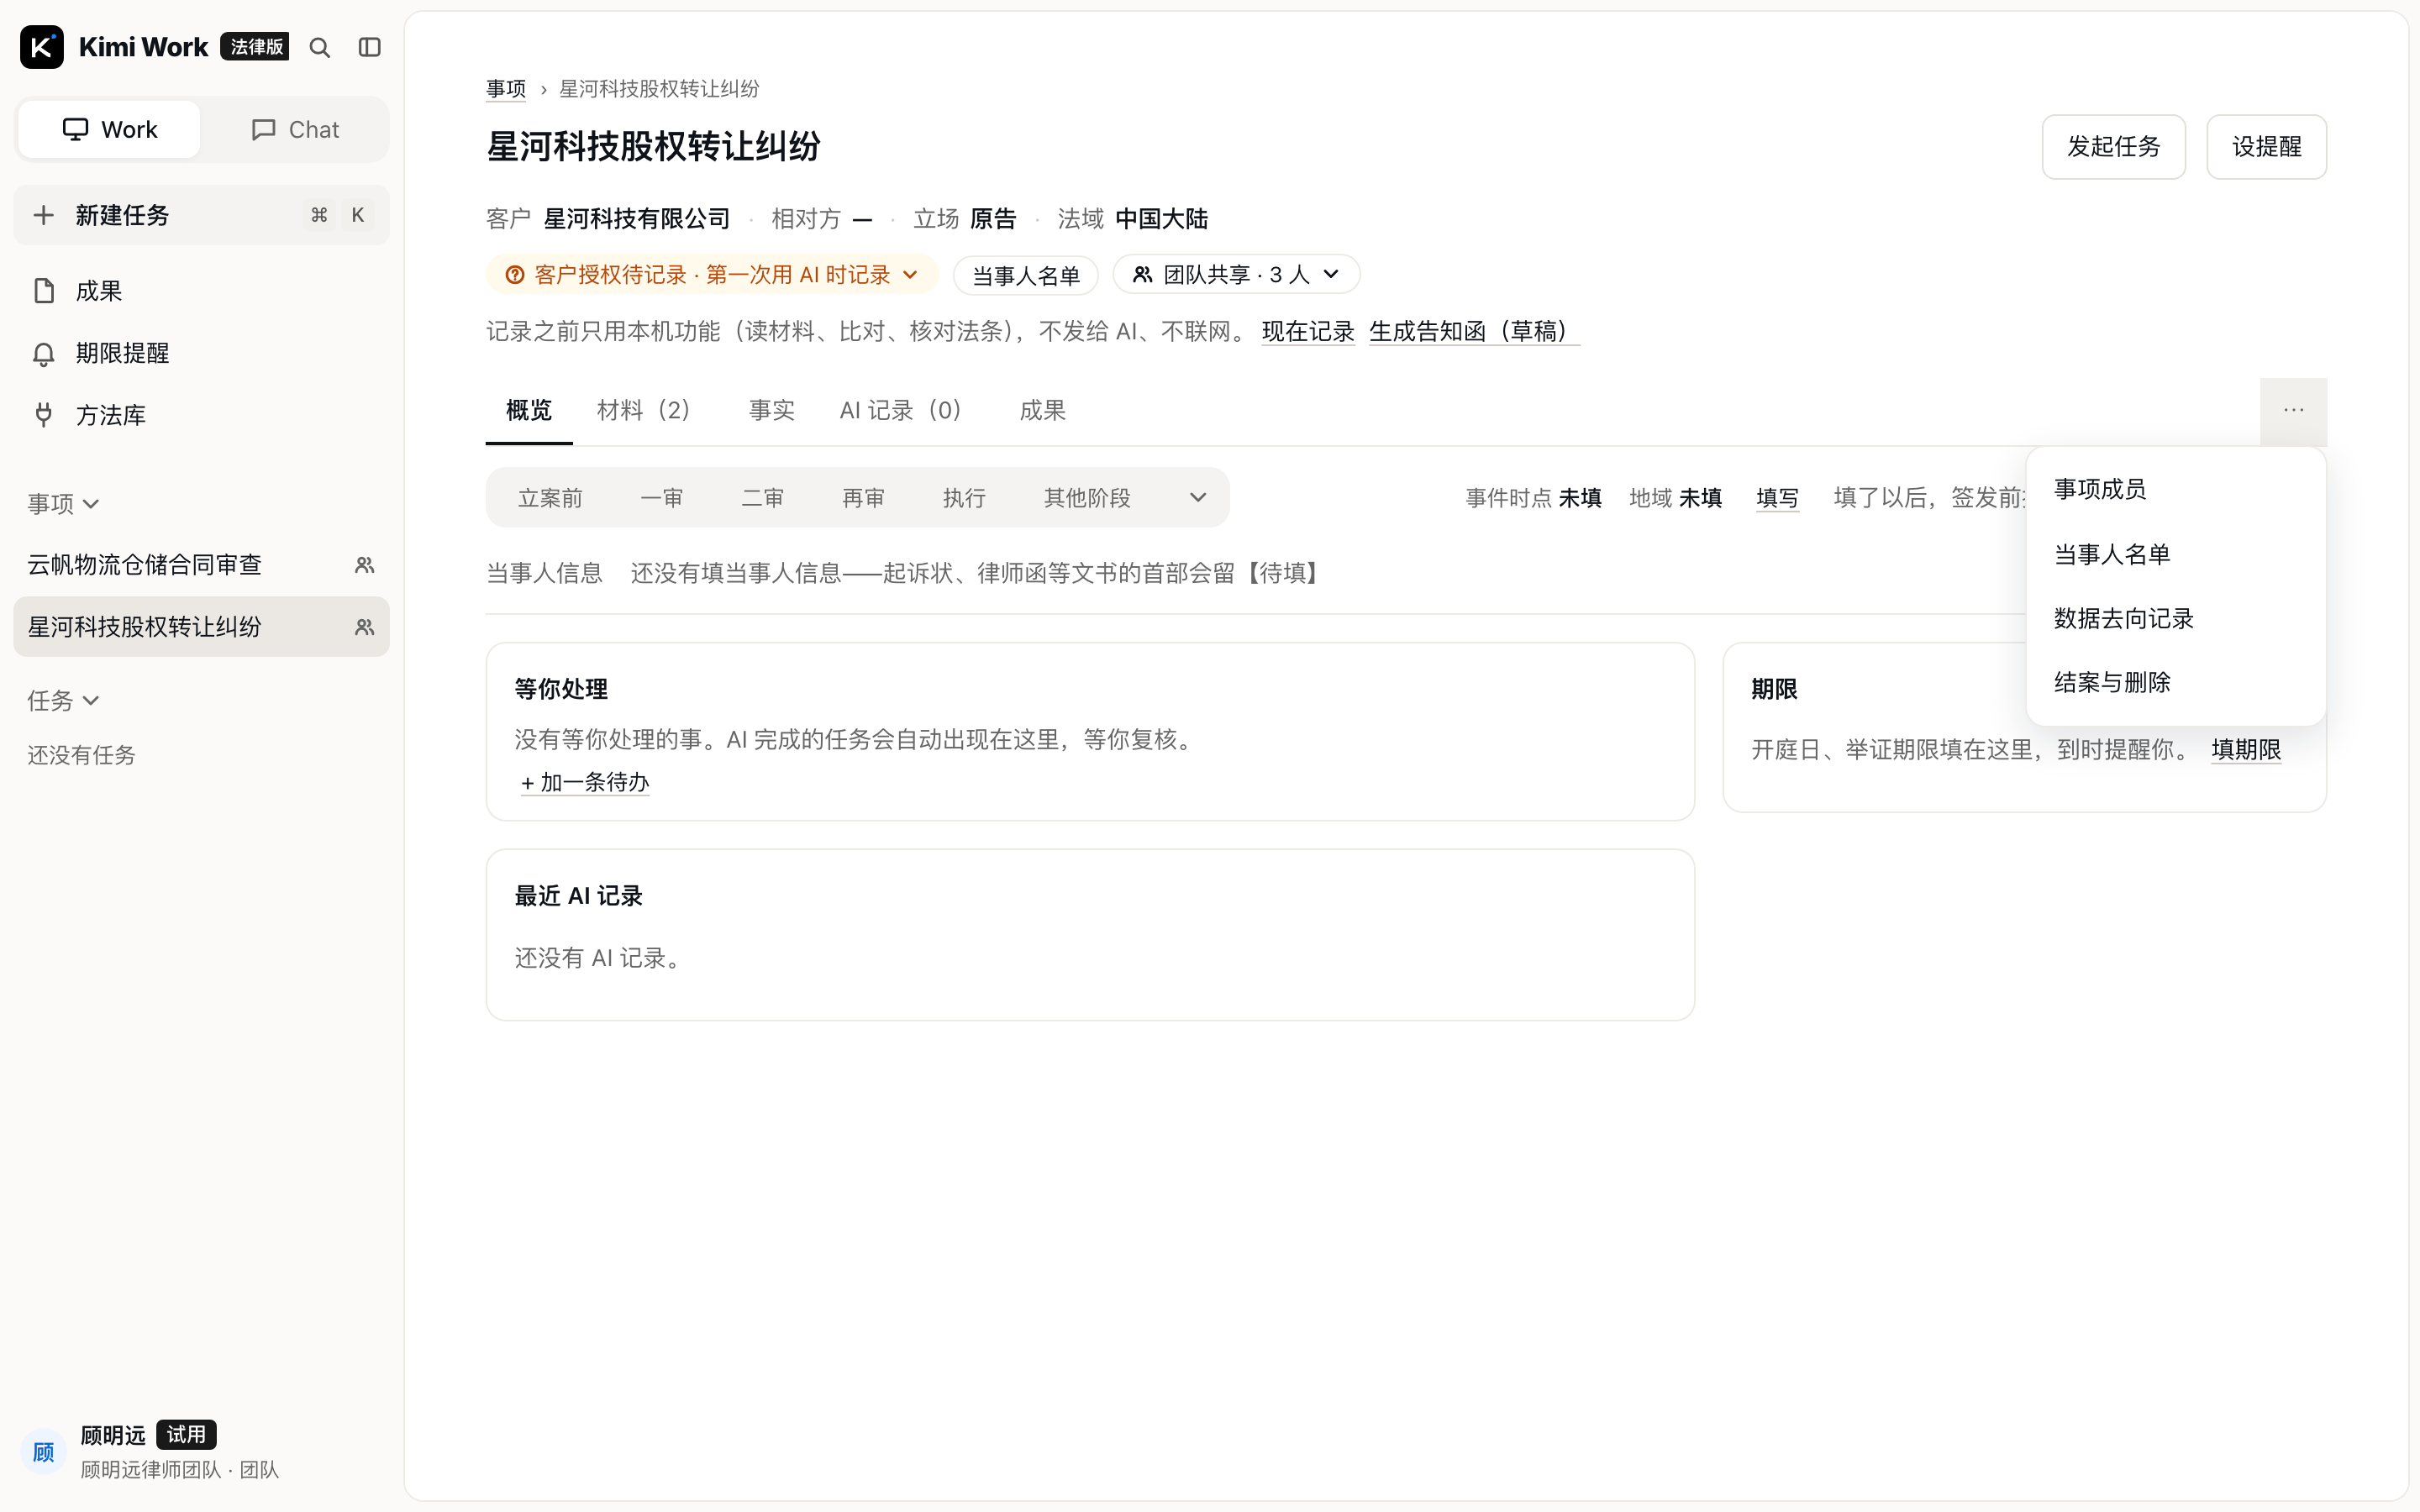 Kimi Work 法律版
Work
Chat
新建任务 ⌘ K
成果
期限提醒
方法库
事项
云帆物流仓储合同审查
星河科技股权转让纠纷
任务
还没有任务
顾 顾明远 试用
顾明远律师团队 · 团队
事项 › 星河科技股权转让纠纷
星河科技股权转让纠纷
发起任务 设提醒
客户 星河科技有限公司 · 相对方 — · 立场 原告 · 法域 中国大陆
客户授权待记录 · 第一次用 AI 时记录 当事人名单 团队共享 · 3 人
记录之前只用本机功能（读材料、比对、核对法条），不发给 AI、不联网。 现在记录 生成告知函（草稿）
概览 材料（2） 事实 AI 记录（0） 成果 ···
立案前 一审 二审 再审 执行 其他阶段
事件时点 未填 地域 未填 填写 填了以后，签发前
事项成员
当事人名单
数据去向记录
结案与删除
当事人信息 还没有填当事人信息——起诉状、律师函等文书的首部会留【待填】
等你处理
没有等你处理的事。AI 完成的任务会自动出现在这里，等你复核。
+ 加一条待办
期限
开庭日、举证期限填在这里，到时提醒你。 填期限
最近 AI 记录
还没有 AI 记录。